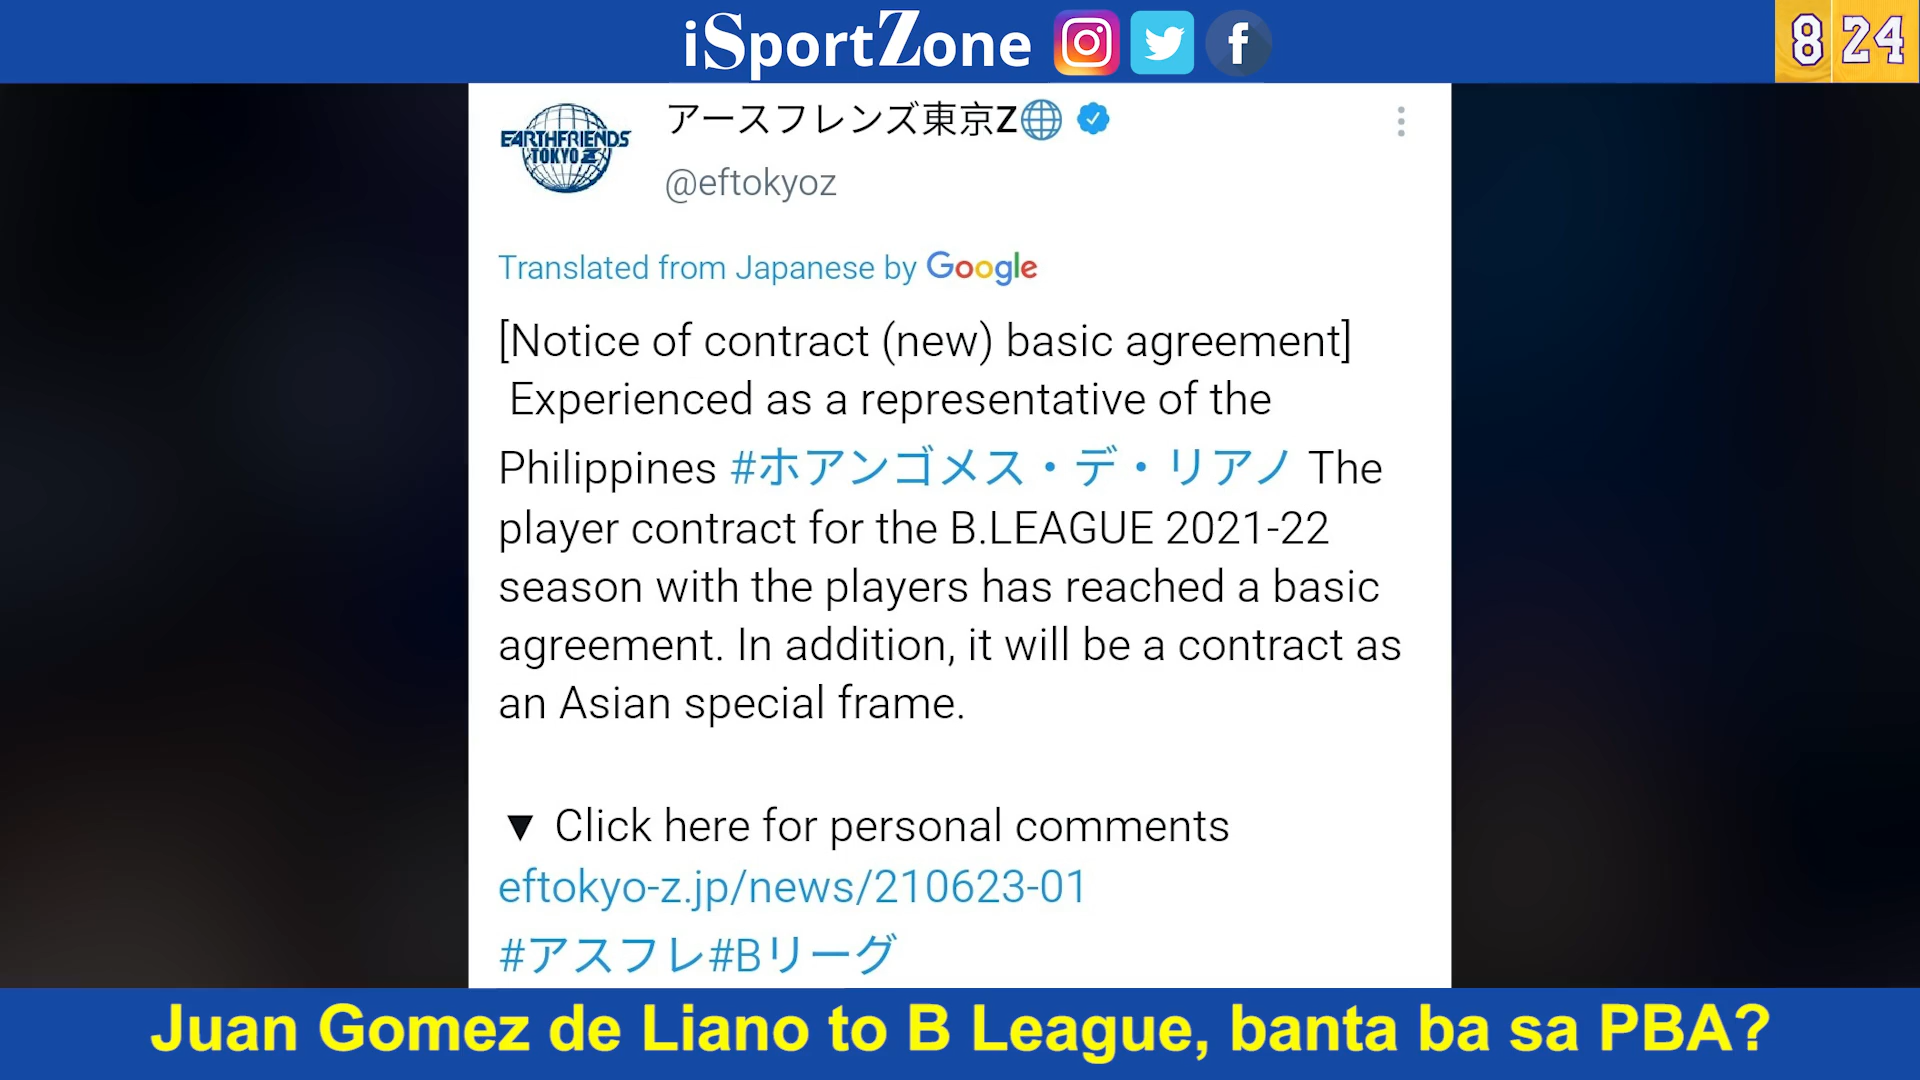 iSportZone
8 24
EARTHFRIENDS
TOKYO Z
アースフレンズ東京Z
@eftokyoz
Translated from Japanese by Google
[Notice of contract (new) basic agreement]
Experienced as a representative of the
Philippines #ホアンゴメス・デ・リアノ The
player contract for the B.LEAGUE 2021-22
season with the players has reached a basic
agreement. In addition, it will be a contract as
an Asian special frame.
▼ Click here for personal comments
eftokyo-z.jp/news/210623-01
#アスフレ#Bリーグ
Juan Gomez de Liano to B League, banta ba sa PBA?